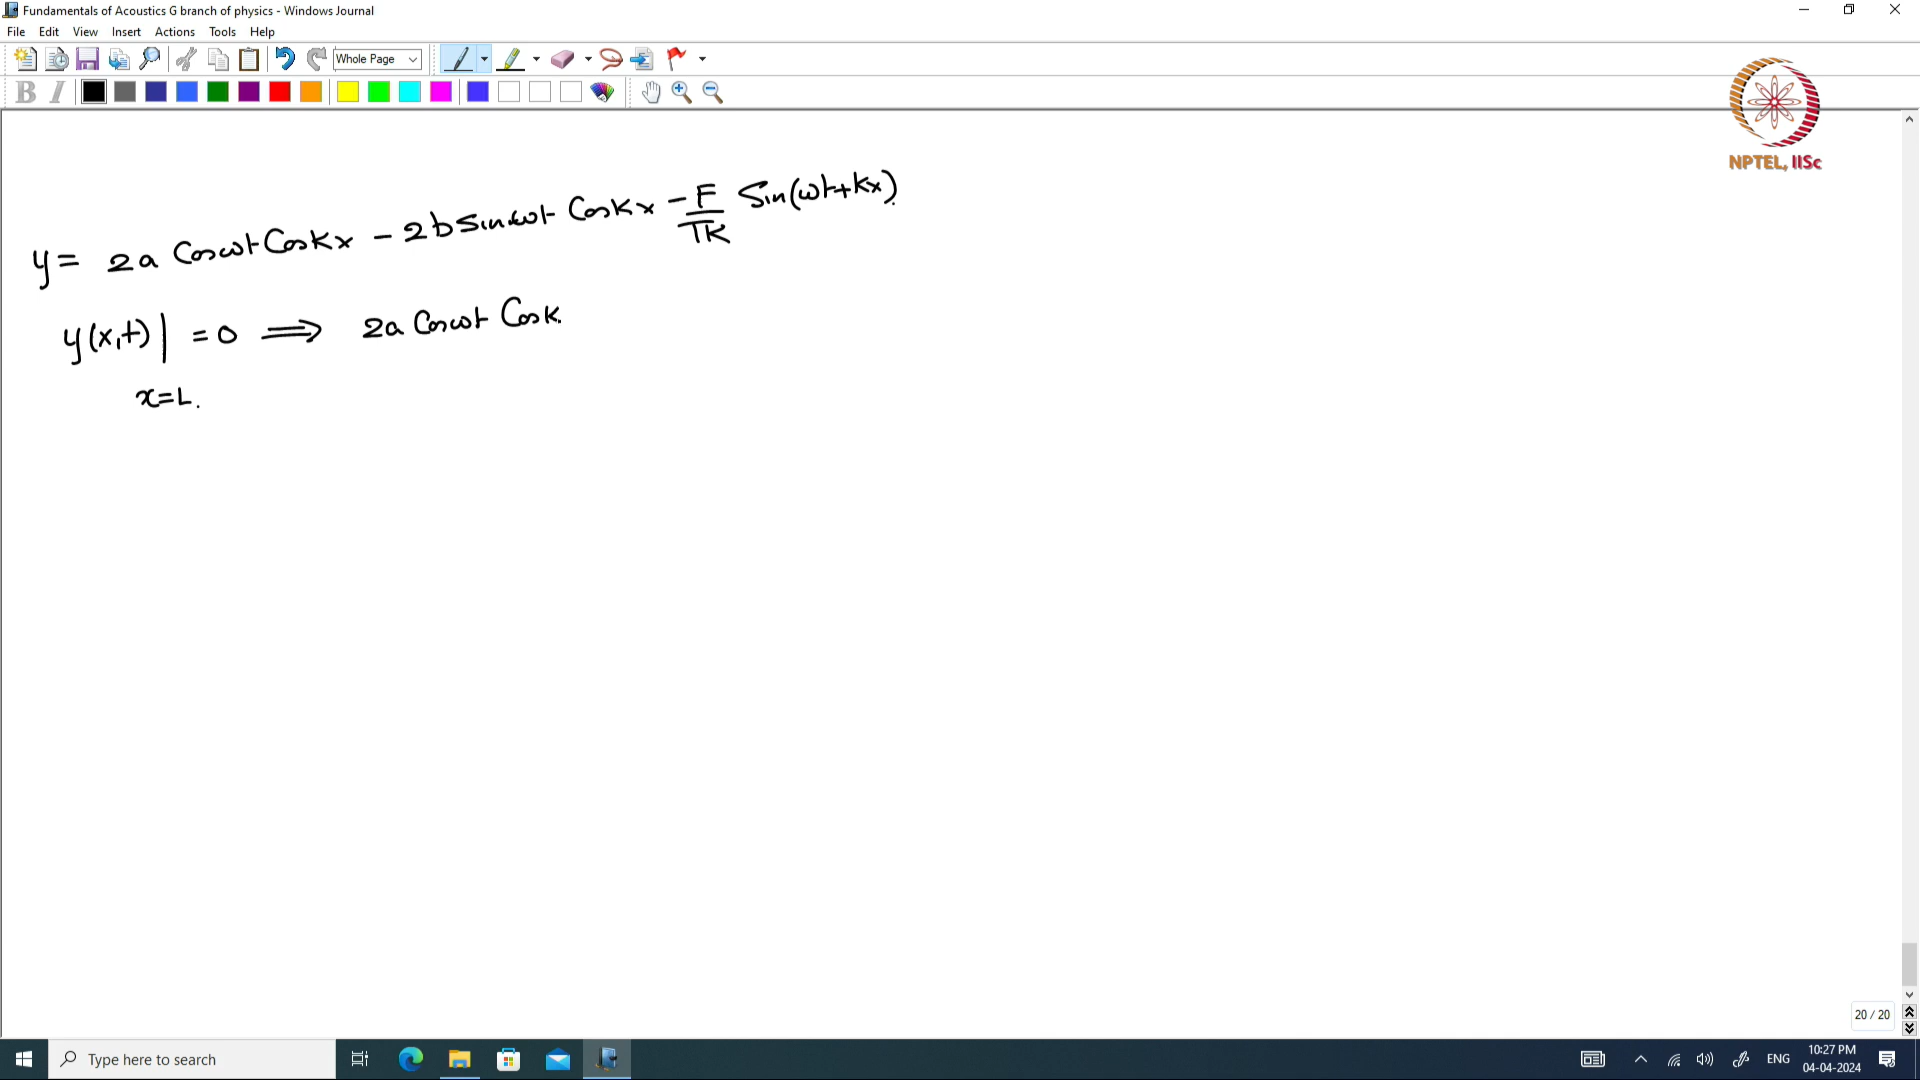 Fundamentals of Acoustics G branch of physics - Windows Journal
File Edit View Insert Actions Tools Help
Whole Page
B I
NPTEL, IISc
y = 2a Cosωt Coskx - 2b Sinωt Coskx - F/TK Sin(ωt+kx).
y(x,t)| = 0 ⟹ 2a Cosωt Cosk
x=L.
20 / 20
Type here to search
ENG
10:27 PM
04-04-2024